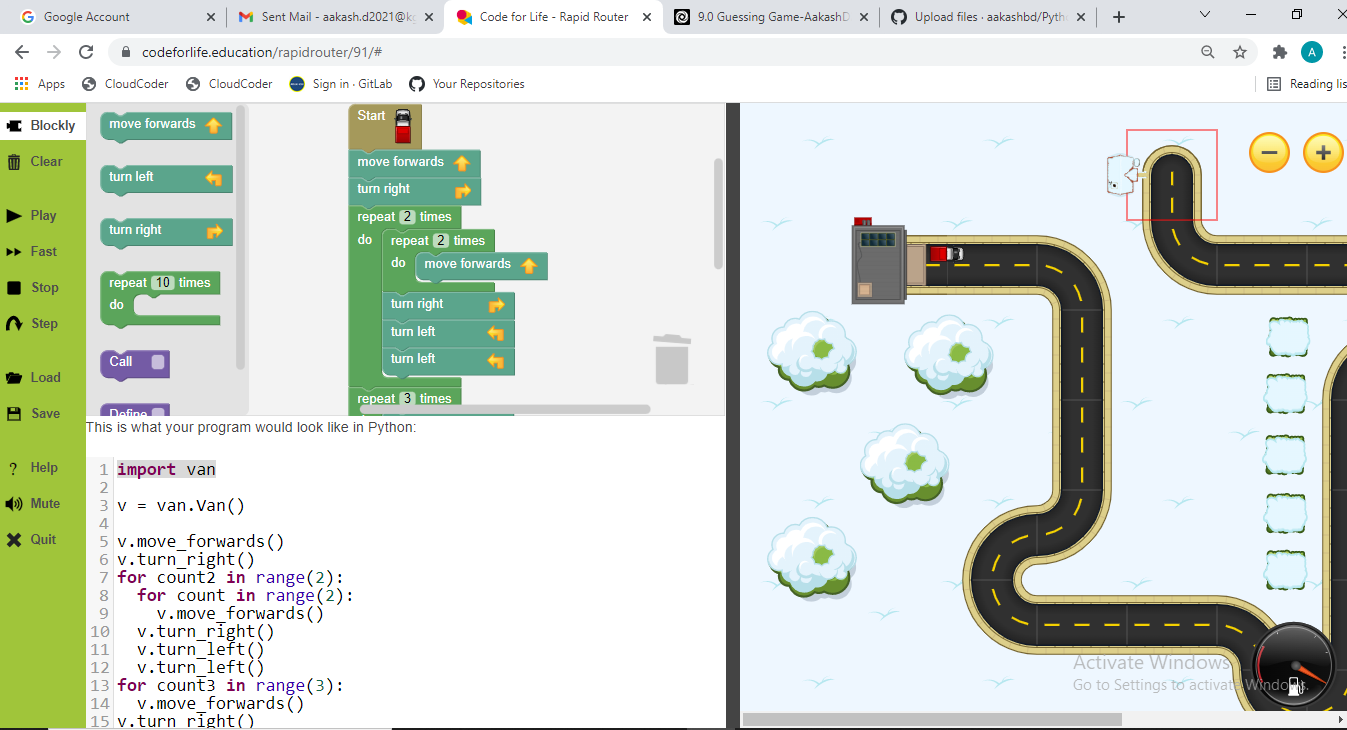 Google Account
Sent Mail - aakash.d2021@kg
Code for Life - Rapid Router
9.0 Guessing Game-AakashD
Upload files · aakashbd/Pyth
codeforlife.education/rapidrouter/91/#
A
Apps
CloudCoder
CloudCoder
Sign in · GitLab
Your Repositories
Reading lis
Blockly
Clear
Play
Fast
Stop
Step
Load
Save
? Help
Mute
Quit
move forwards
turn left
turn right
repeat 10 times
do
Call
Define
Start
move forwards
turn right
repeat 2 times
do
repeat 2 times
do
move forwards
turn right
turn left
turn left
repeat 3 times
This is what your program would look like in Python:
1 import van
2
3 v = van.Van()
4
5 v.move_forwards()
6 v.turn_right()
7 for count2 in range(2):
8 for count in range(2):
9 v.move_forwards()
10 v.turn_right()
11 v.turn_left()
12 v.turn_left()
13 for count3 in range(3):
14 v.move_forwards()
15 v.turn_right()
Activate Windows
Go to Settings to activate Windows.